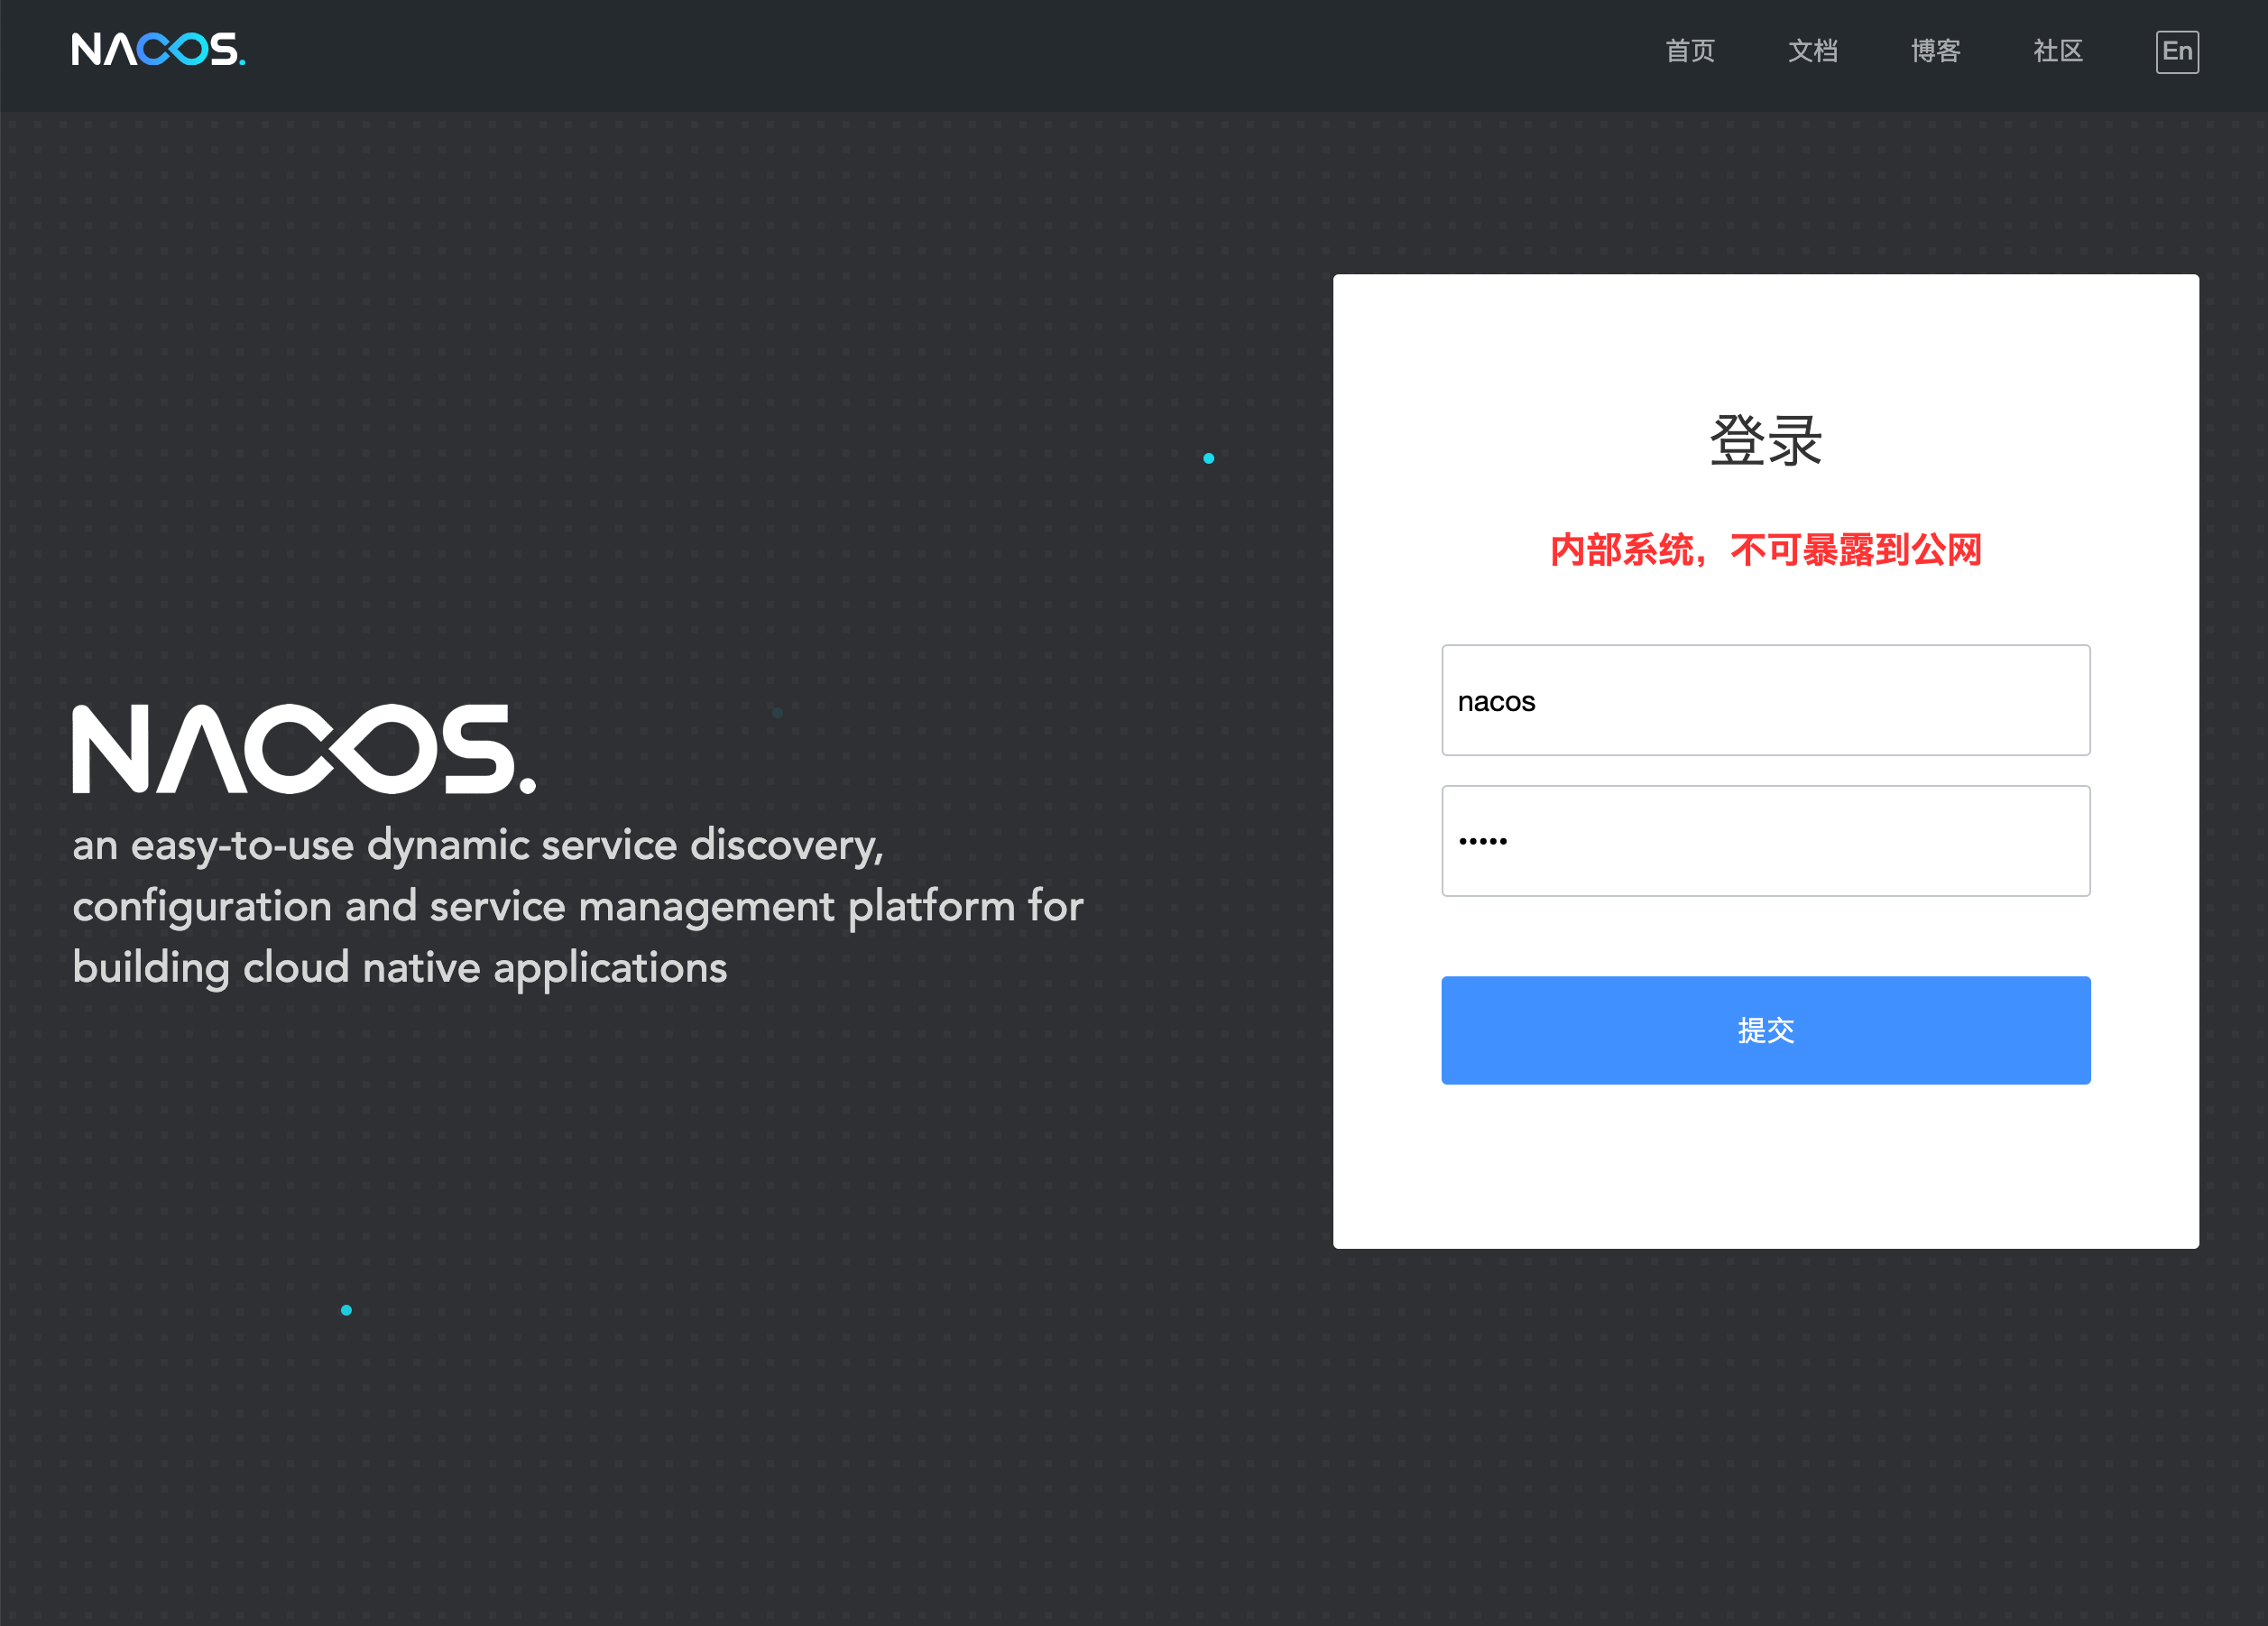 NACOS.
首页 文档 博客 社区 En
登录
内部系统，不可暴露到公网
nacos
•••••
提交
NACOS.
an easy-to-use dynamic service discovery,
configuration and service management platform for
building cloud native applications